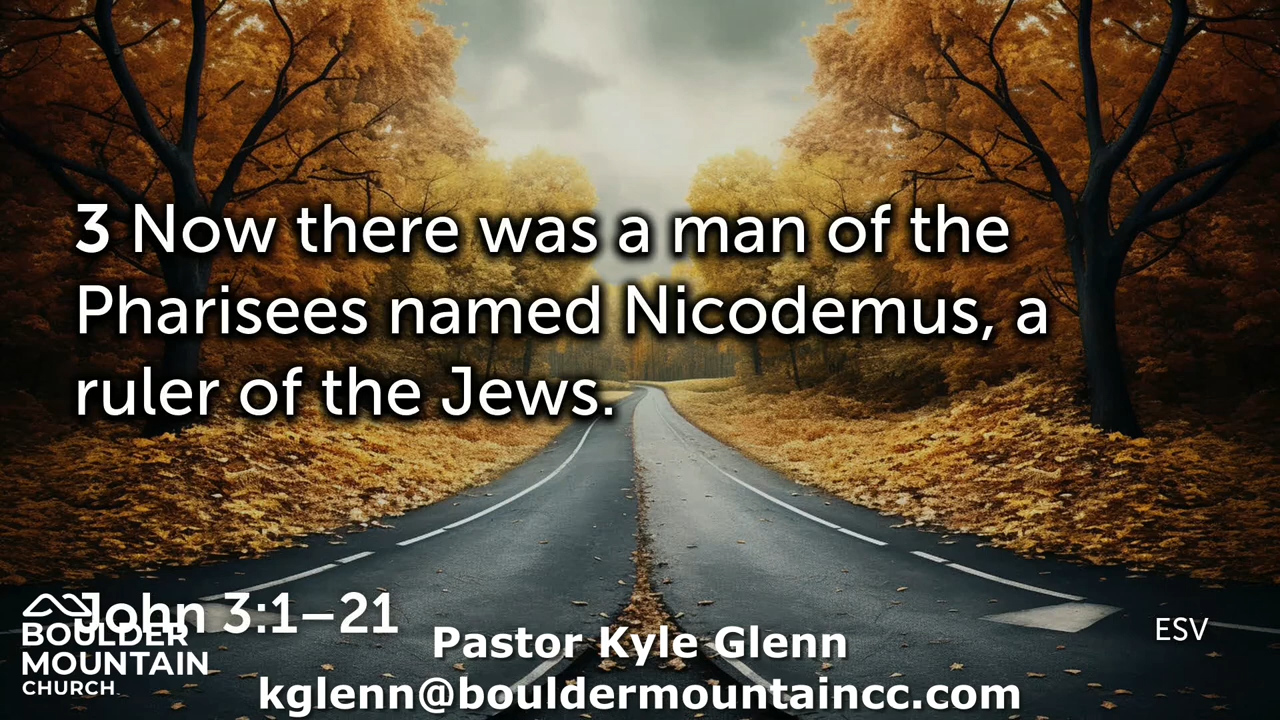 3 Now there was a man of the
Pharisees named Nicodemus, a
ruler of the Jews.
John 3:1–21
ESV
BOULDER
MOUNTAIN
CHURCH
Pastor Kyle Glenn
kglenn@bouldermountaincc.com